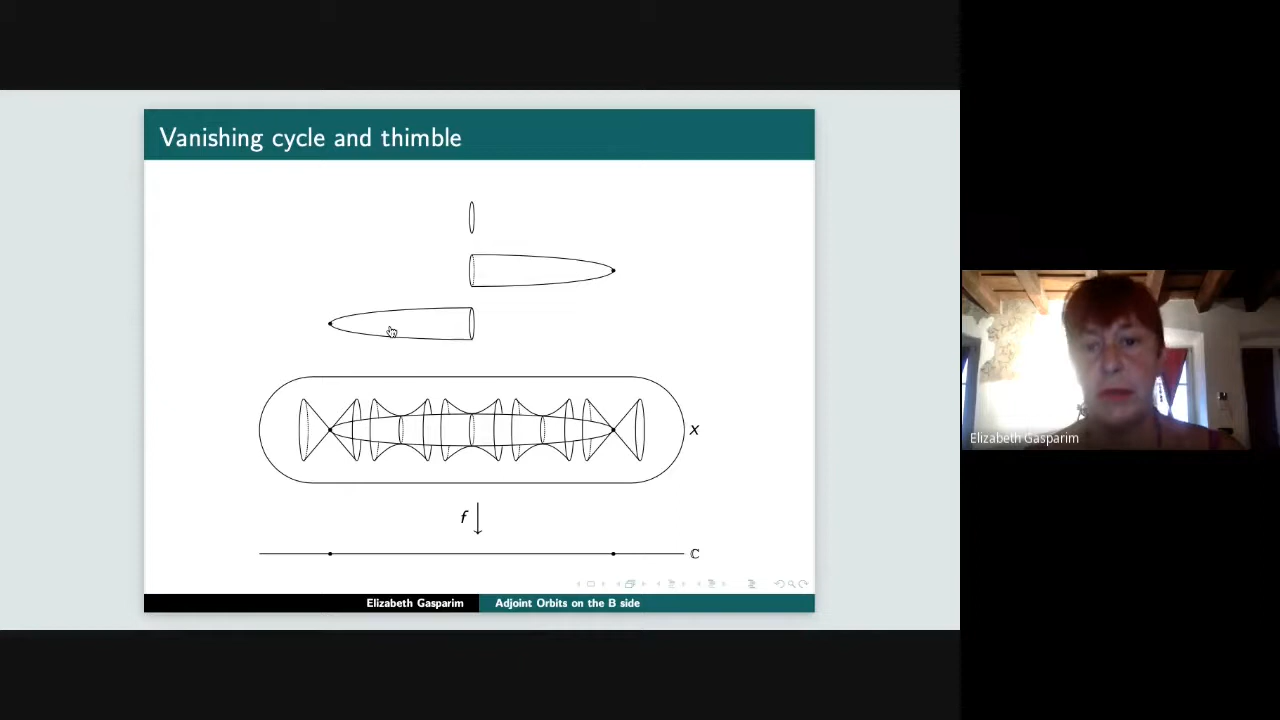 Vanishing cycle and thimble
X
f
ℂ
Elizabeth Gasparim
Adjoint Orbits on the B side
Elizabeth Gasparim